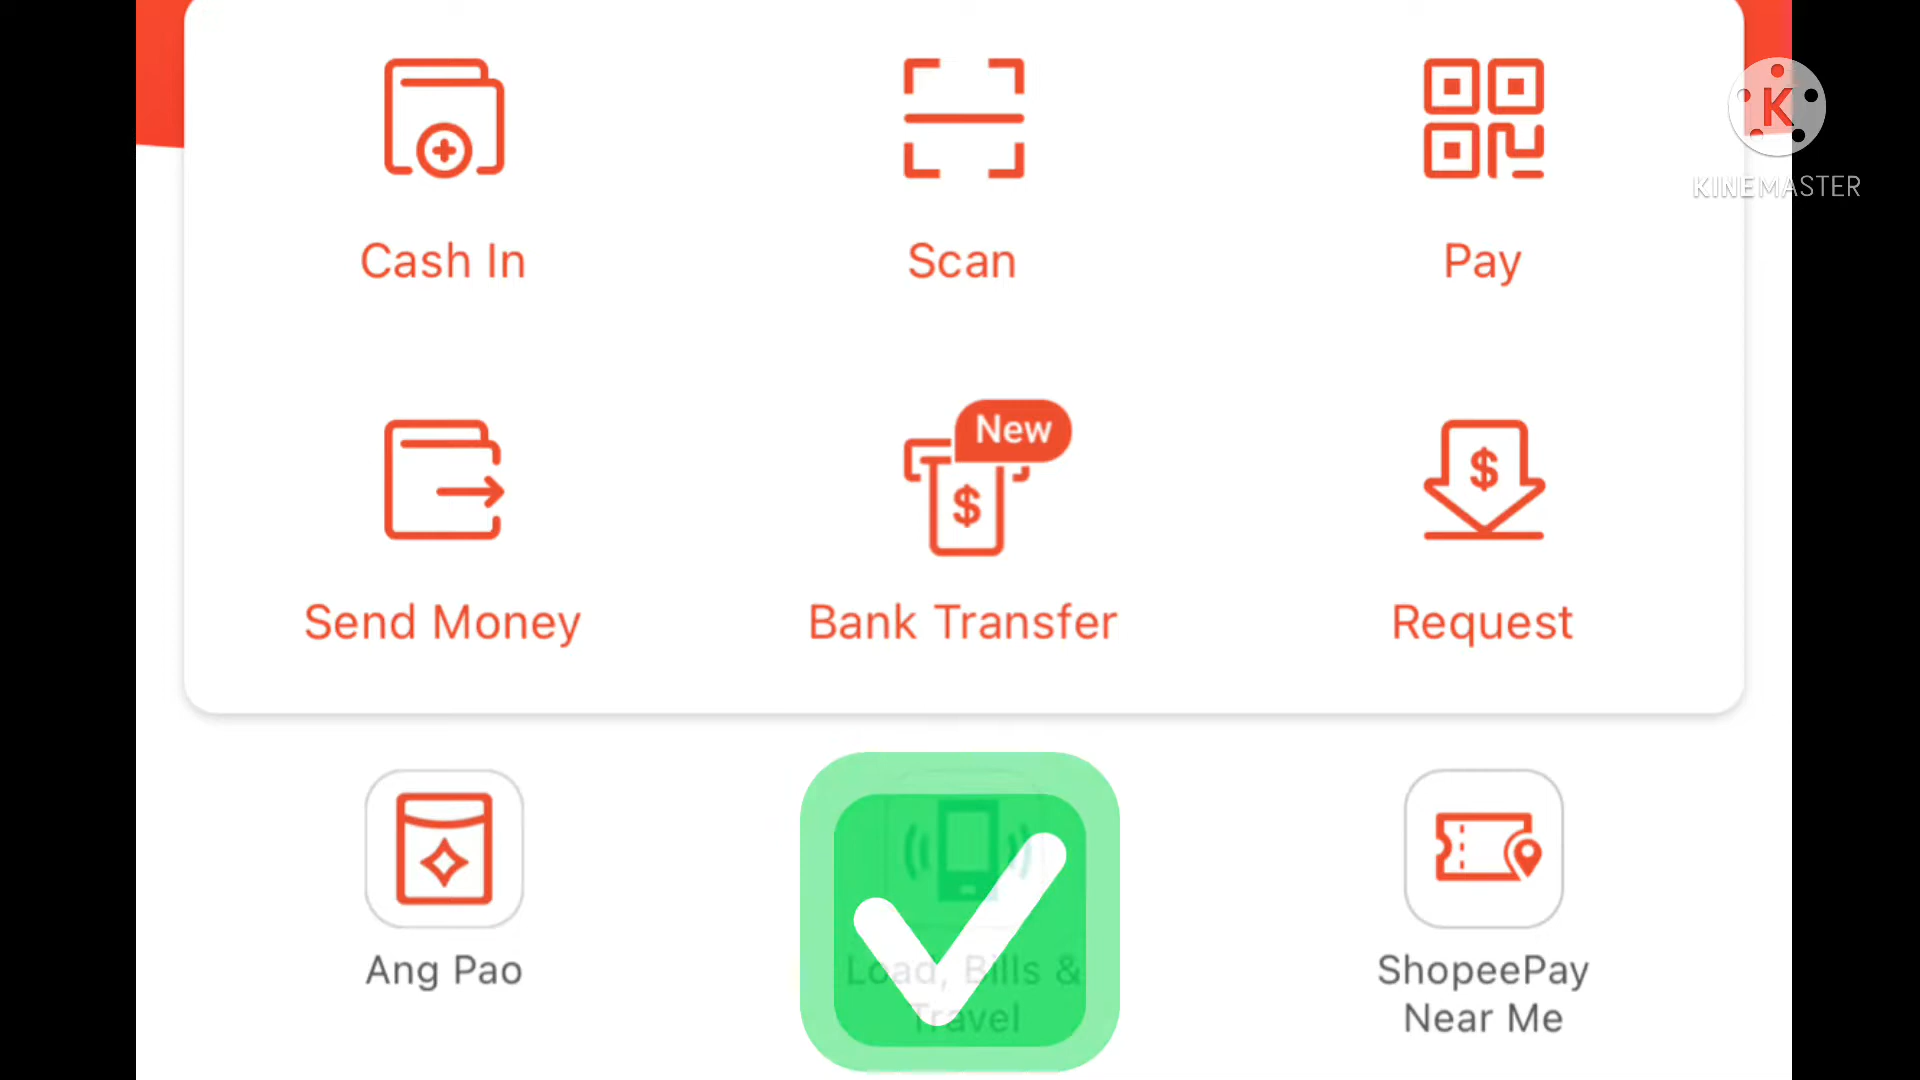 K
KINEMASTER
Cash In
Scan
Pay
New
$
$
Send Money
Bank Transfer
Request
Ang Pao
Load, Bills &
Travel
ShopeePay
Near Me